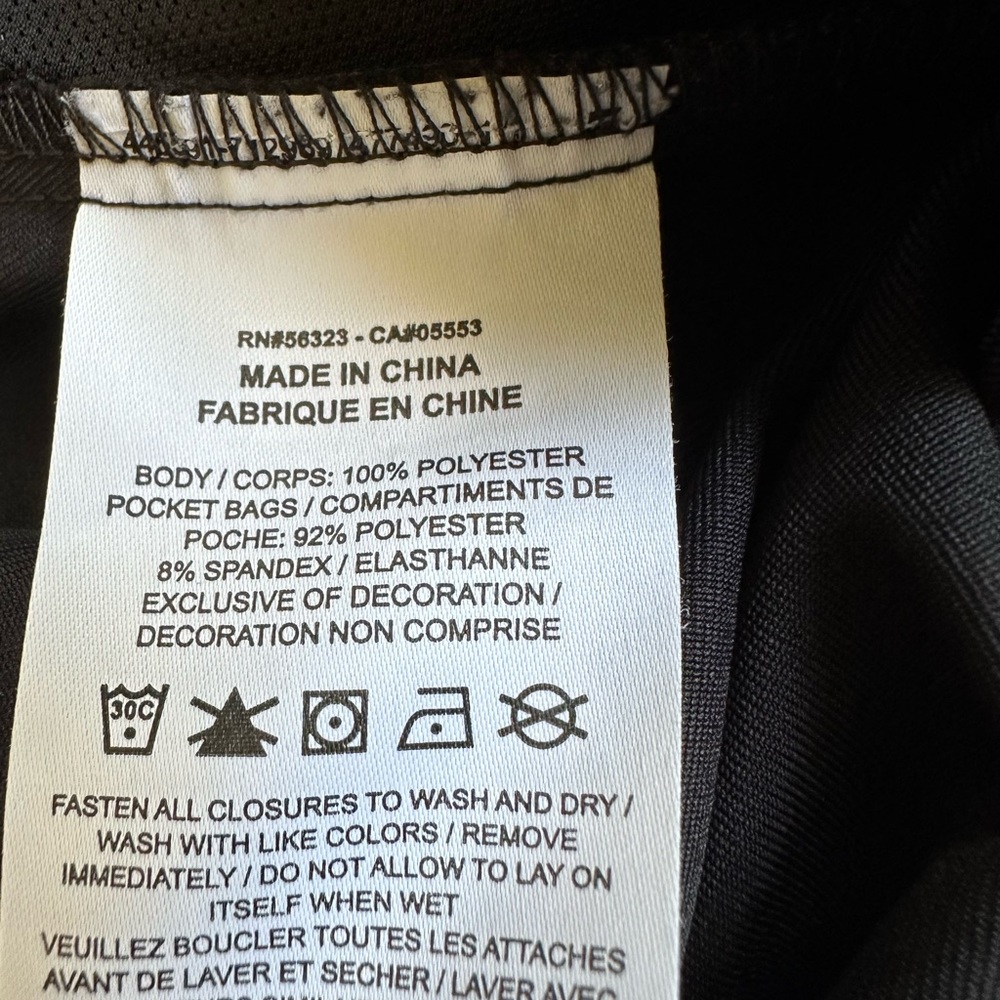 RN#56323 - CA#05553
MADE IN CHINA
FABRIQUE EN CHINE
BODY / CORPS: 100% POLYESTER
POCKET BAGS / COMPARTIMENTS DE
POCHE: 92% POLYESTER
8% SPANDEX / ELASTHANNE
EXCLUSIVE OF DECORATION /
DECORATION NON COMPRISE
30C
FASTEN ALL CLOSURES TO WASH AND DRY /
WASH WITH LIKE COLORS / REMOVE
IMMEDIATELY / DO NOT ALLOW TO LAY ON
ITSELF WHEN WET
VEUILLEZ BOUCLER TOUTES LES ATTACHES
AVANT DE LAVER ET SECHER / LAVER AVEC